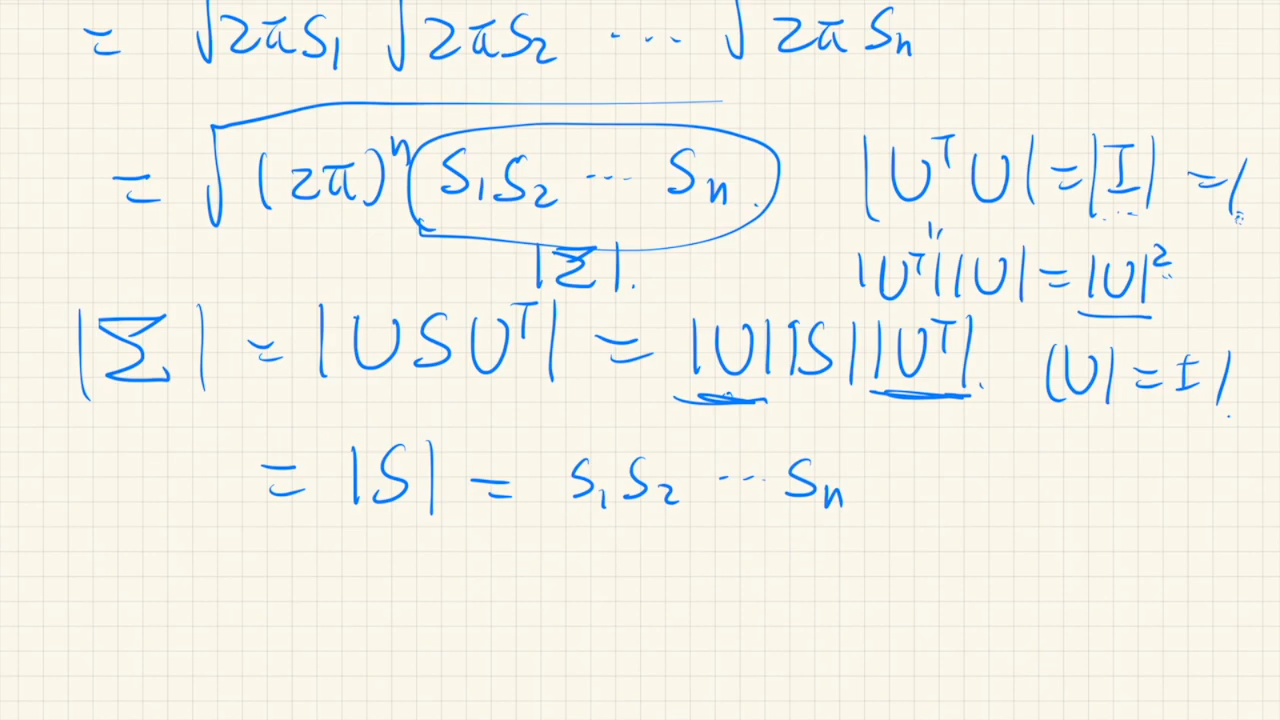 = √2πS₁ √2πS₂ ... √2πSₙ
= √(2π)ⁿ S₁S₂ ... Sₙ
|Σ|.
|UᵀU| = |I| = 1
"
|Uᵀ||U| = |U|²
|Σ| = |USUᵀ| = |U||S||Uᵀ|.
|U| = ±1.
= |S| = S₁S₂ ... Sₙ